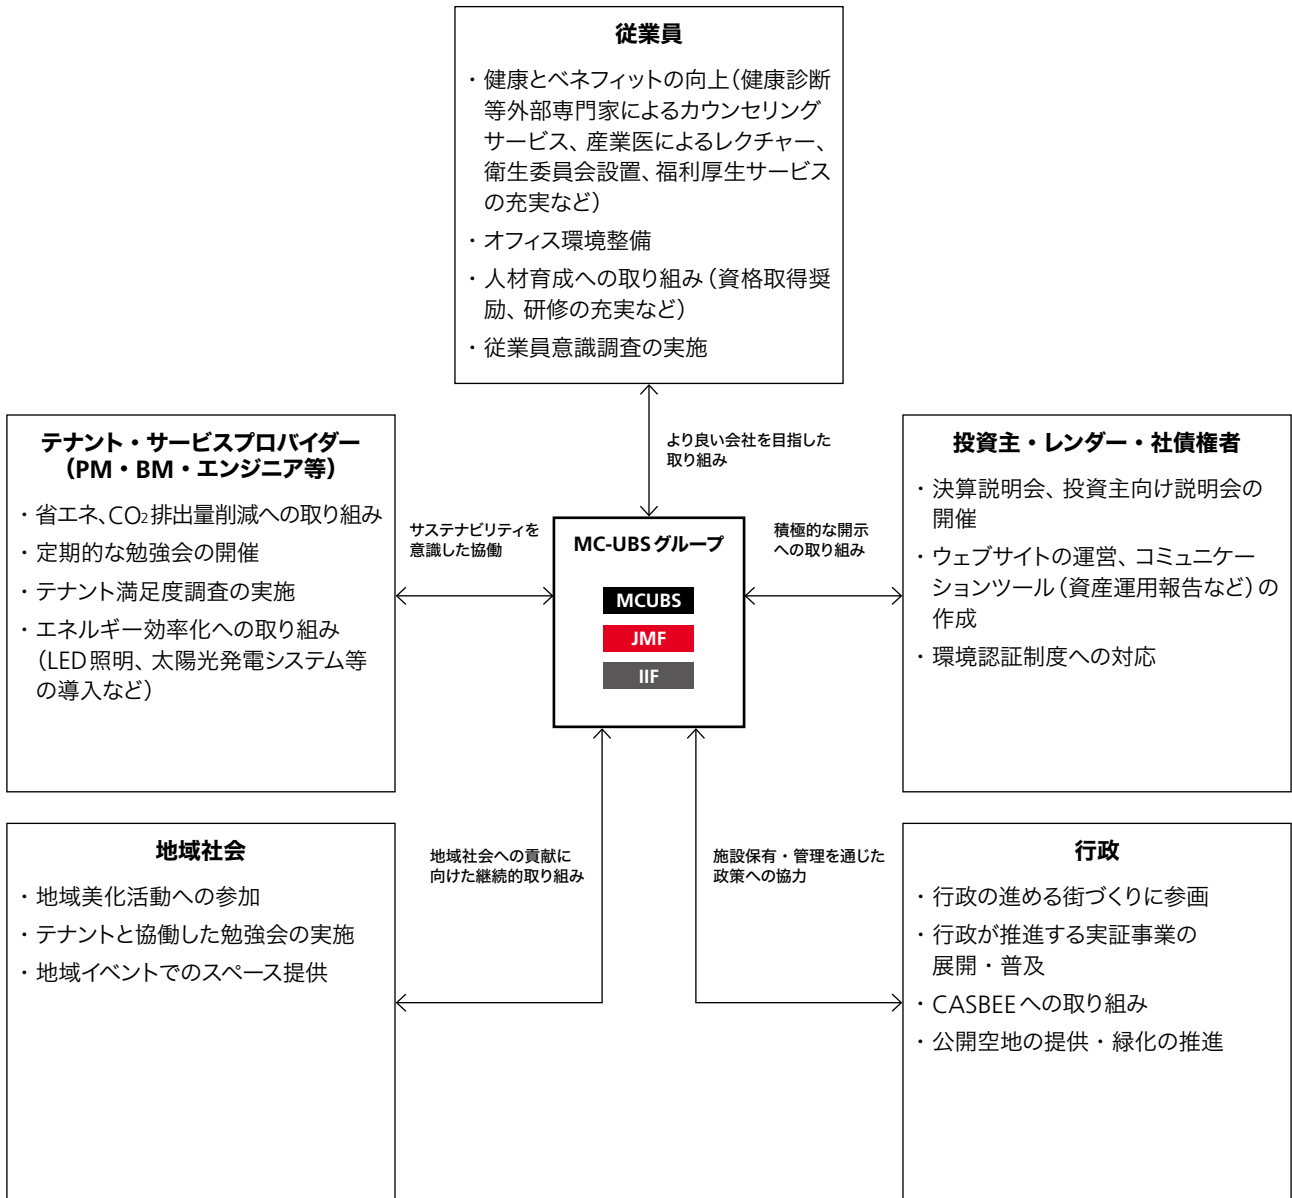 従業員
・健康とベネフィットの向上（健康診断
等外部専門家によるカウンセリング
サービス、産業医によるレクチャー、
衛生委員会設置、福利厚生サービス
の充実など）
・オフィス環境整備
・人材育成への取り組み（資格取得奨
励、研修の充実など）
・従業員意識調査の実施
より良い会社を目指した
取り組み
テナント・サービスプロバイダー
（PM・BM・エンジニア等）
・省エネ、CO2排出量削減への取り組み
・定期的な勉強会の開催
・テナント満足度調査の実施
・エネルギー効率化への取り組み
（LED照明、太陽光発電システム等
の導入など）
サステナビリティを
意識した協働
MC-UBSグループ
MCUBS
JMF
IIF
積極的な開示
への取り組み
投資主・レンダー・社債権者
・決算説明会、投資主向け説明会の
開催
・ウェブサイトの運営、コミュニケー
ションツール（資産運用報告など）の
作成
・環境認証制度への対応
地域社会
・地域美化活動への参加
・テナントと協働した勉強会の実施
・地域イベントでのスペース提供
地域社会への貢献に
向けた継続的取り組み
施設保有・管理を通じた
政策への協力
行政
・行政の進める街づくりに参画
・行政が推進する実証事業の
展開・普及
・CASBEEへの取り組み
・公開空地の提供・緑化の推進